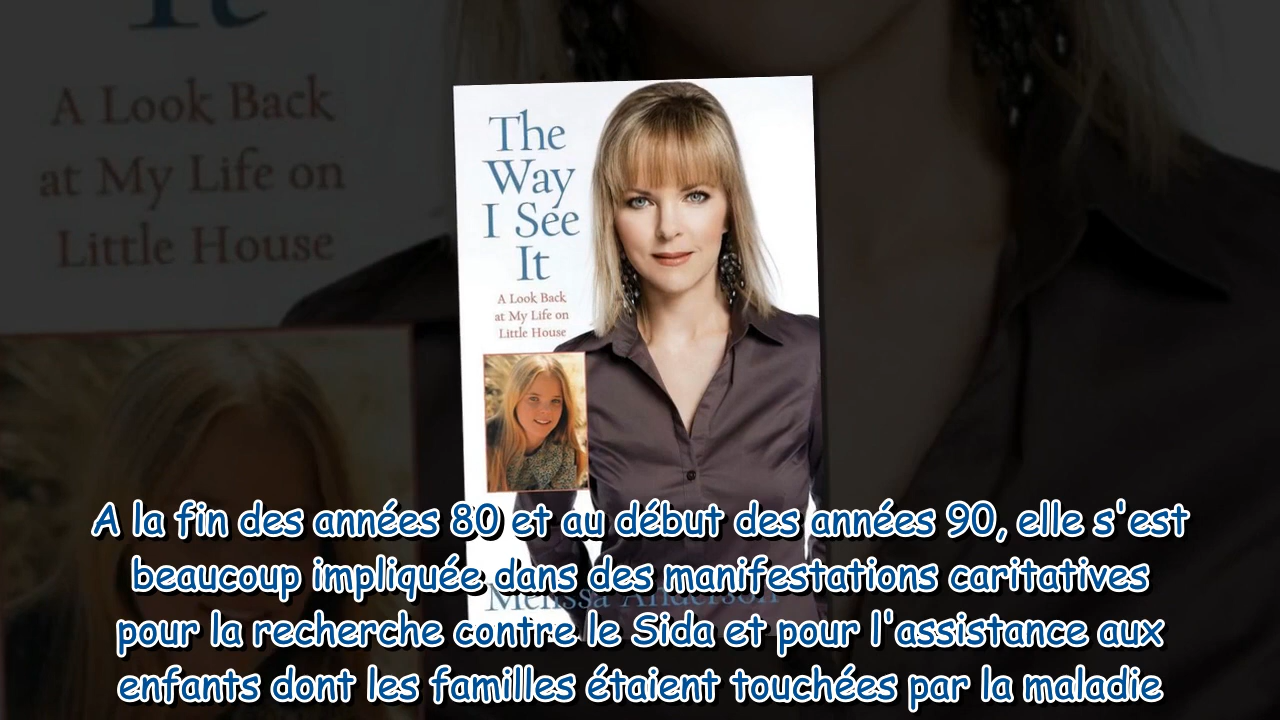 It
A Look Back
at My Life on
Little House
The
Way
I See
It
A Look Back
at My Life on
Little House
Melissa Anderson
A la fin des années 80 et au début des années 90, elle s'est
beaucoup impliquée dans des manifestations caritatives
pour la recherche contre le Sida et pour l'assistance aux
enfants dont les familles étaient touchées par la maladie